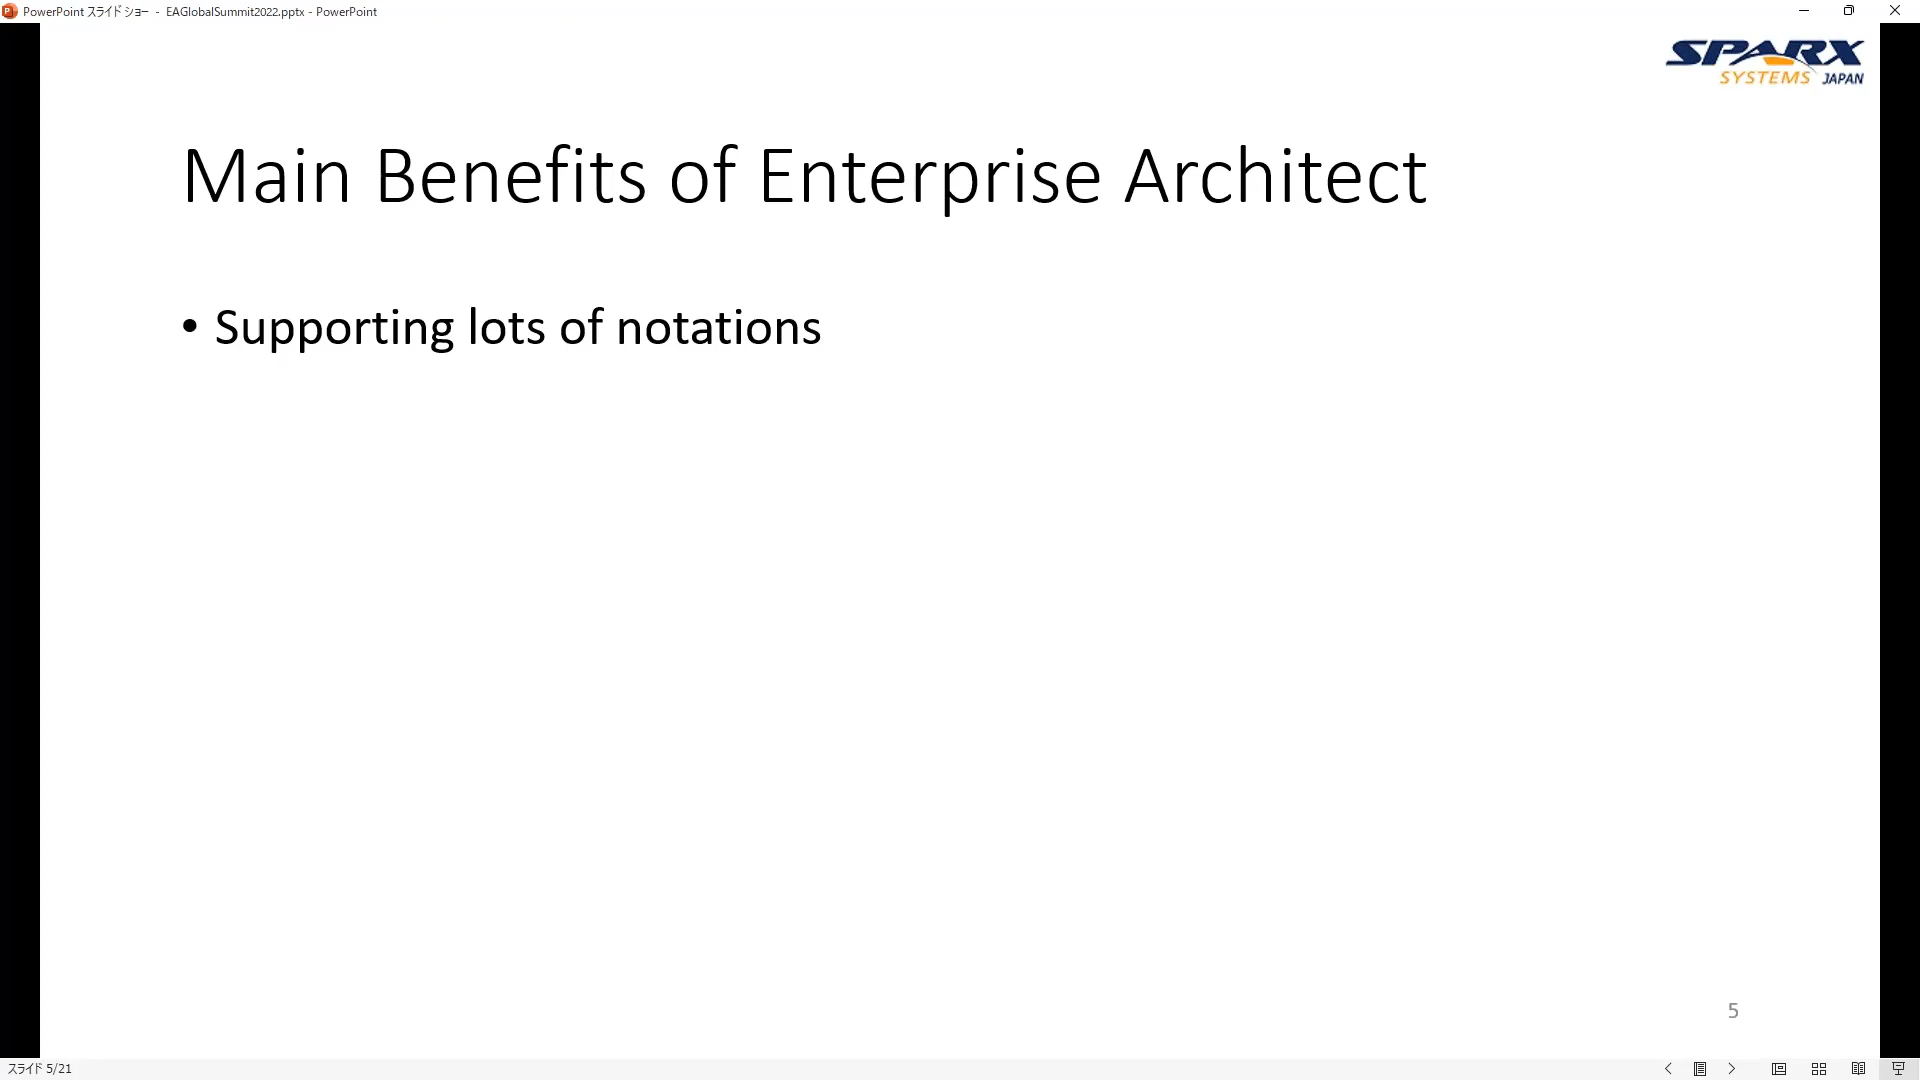 PowerPoint スライド ショー - EAGlobalSummit2022.pptx - PowerPoint
SPARX
SYSTEMS JAPAN
Main Benefits of Enterprise Architect
• Supporting lots of notations
5
スライド 5/21